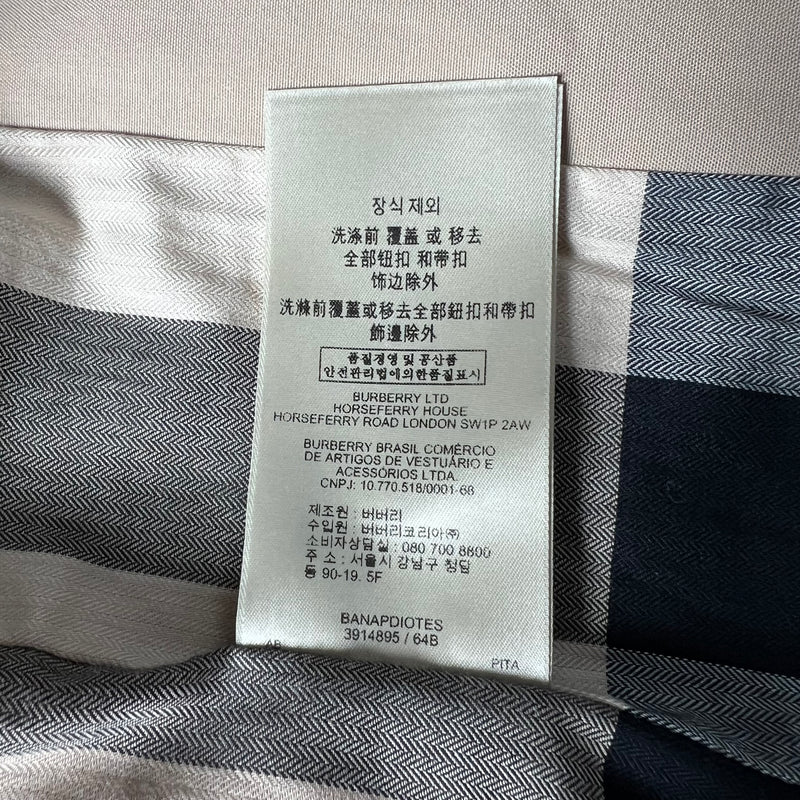 장식 제외
洗涤前 覆蓋 或 移去
全部鈕扣 和带扣
饰边除外
洗滌前覆蓋或移去全部鈕扣和帶扣
飾邊除外
품질경영 및 공산품
안전관리법에의한품질표시
BURBERRY LTD
HORSEFERRY HOUSE
HORSEFERRY ROAD LONDON SW1P 2AW
BURBERRY BRASIL COMÉRCIO
DE ARTIGOS DE VESTUÁRIO E
ACESSÓRIOS LTDA.
CNPJ: 10.770.518/0001-68
제조원 : 버버리
수입원 : 버버리코리아㈜
소비자상담실 : 080 700 8800
주 소 : 서울시 강남구 청담
동 90-19. 5F
BANAPDIOTES
3914895 / 64B
AB
PITA